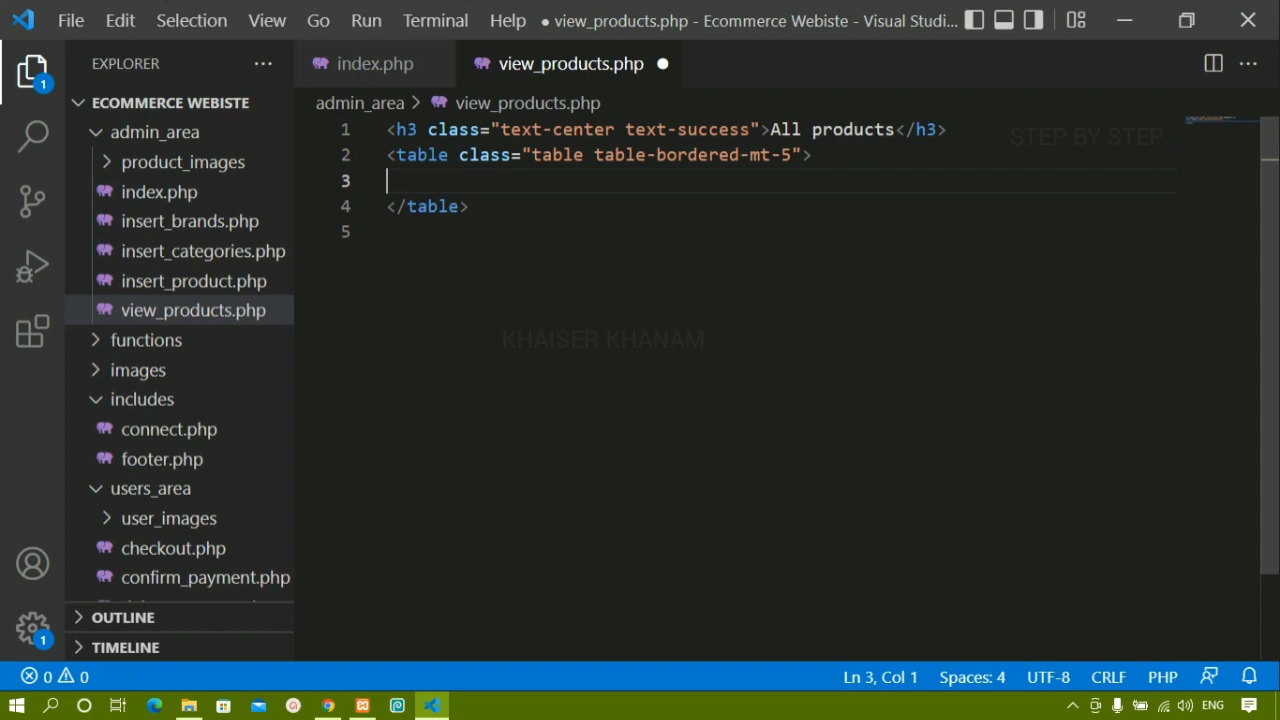 File Edit Selection View Go Run Terminal Help ● view_products.php - Ecommerce Webiste - Visual Studi...
EXPLORER ...
index.php view_products.php ● ...
ECOMMERCE WEBISTE
admin_area > view_products.php
admin_area
product_images
index.php
insert_brands.php
insert_categories.php
insert_product.php
view_products.php
functions
images
includes
connect.php
footer.php
users_area
user_images
checkout.php
confirm_payment.php
OUTLINE
TIMELINE
1
1
1 <h3 class="text-center text-success">All products</h3>
2 <table class="table table-bordered-mt-5">
3
4 </table>
5
STEP BY STEP
KHAISER KHANAM
0 0 Ln 3, Col 1 Spaces: 4 UTF-8 CRLF PHP
ENG